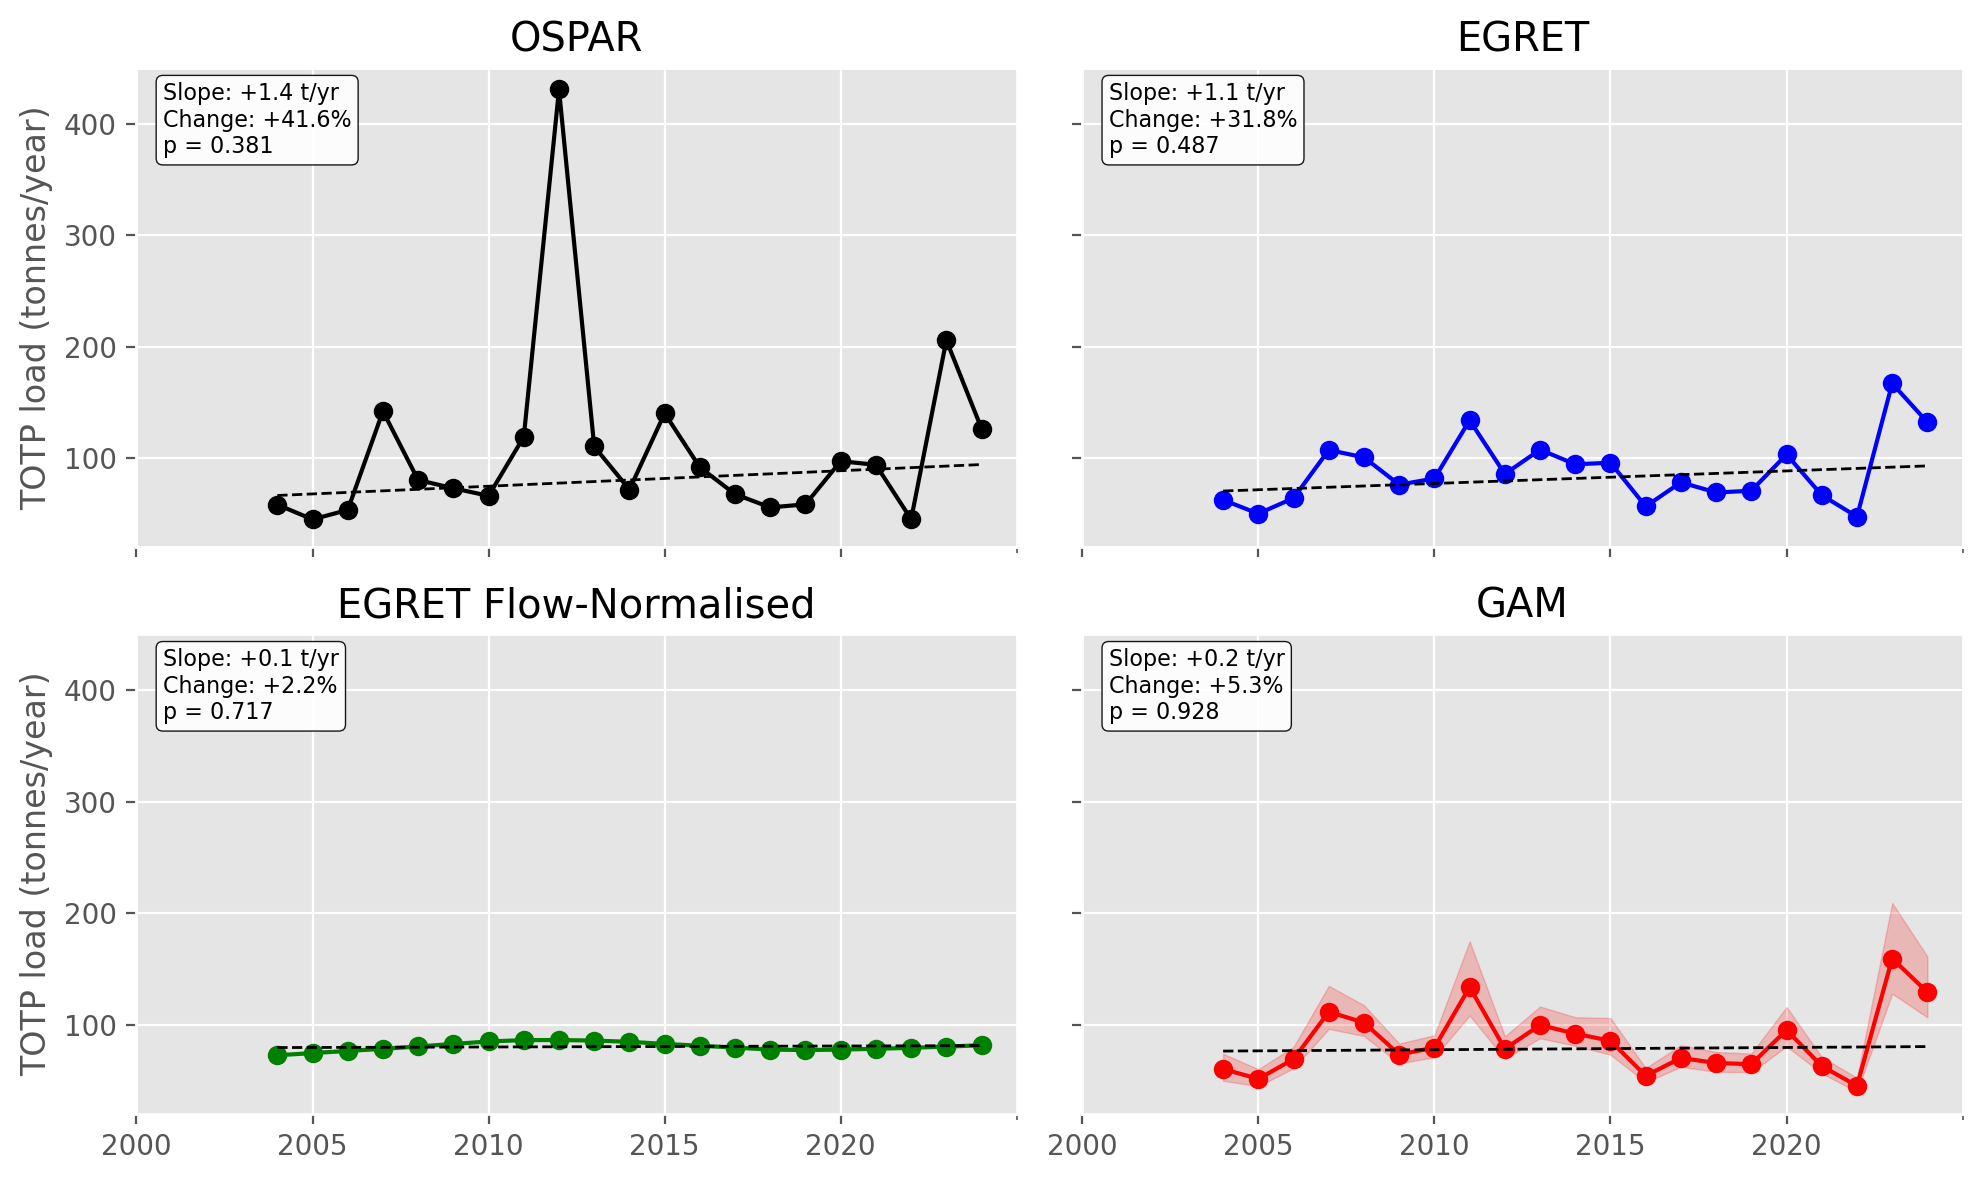 OSPAR
Slope: +1.4 t/yr
Change: +41.6%
p = 0.381
TOTP load (tonnes/year)
400
300
200
100
EGRET
Slope: +1.1 t/yr
Change: +31.8%
p = 0.487
EGRET Flow-Normalised
Slope: +0.1 t/yr
Change: +2.2%
p = 0.717
TOTP load (tonnes/year)
400
300
200
100
2000 2005 2010 2015 2020
GAM
Slope: +0.2 t/yr
Change: +5.3%
p = 0.928
2000 2005 2010 2015 2020